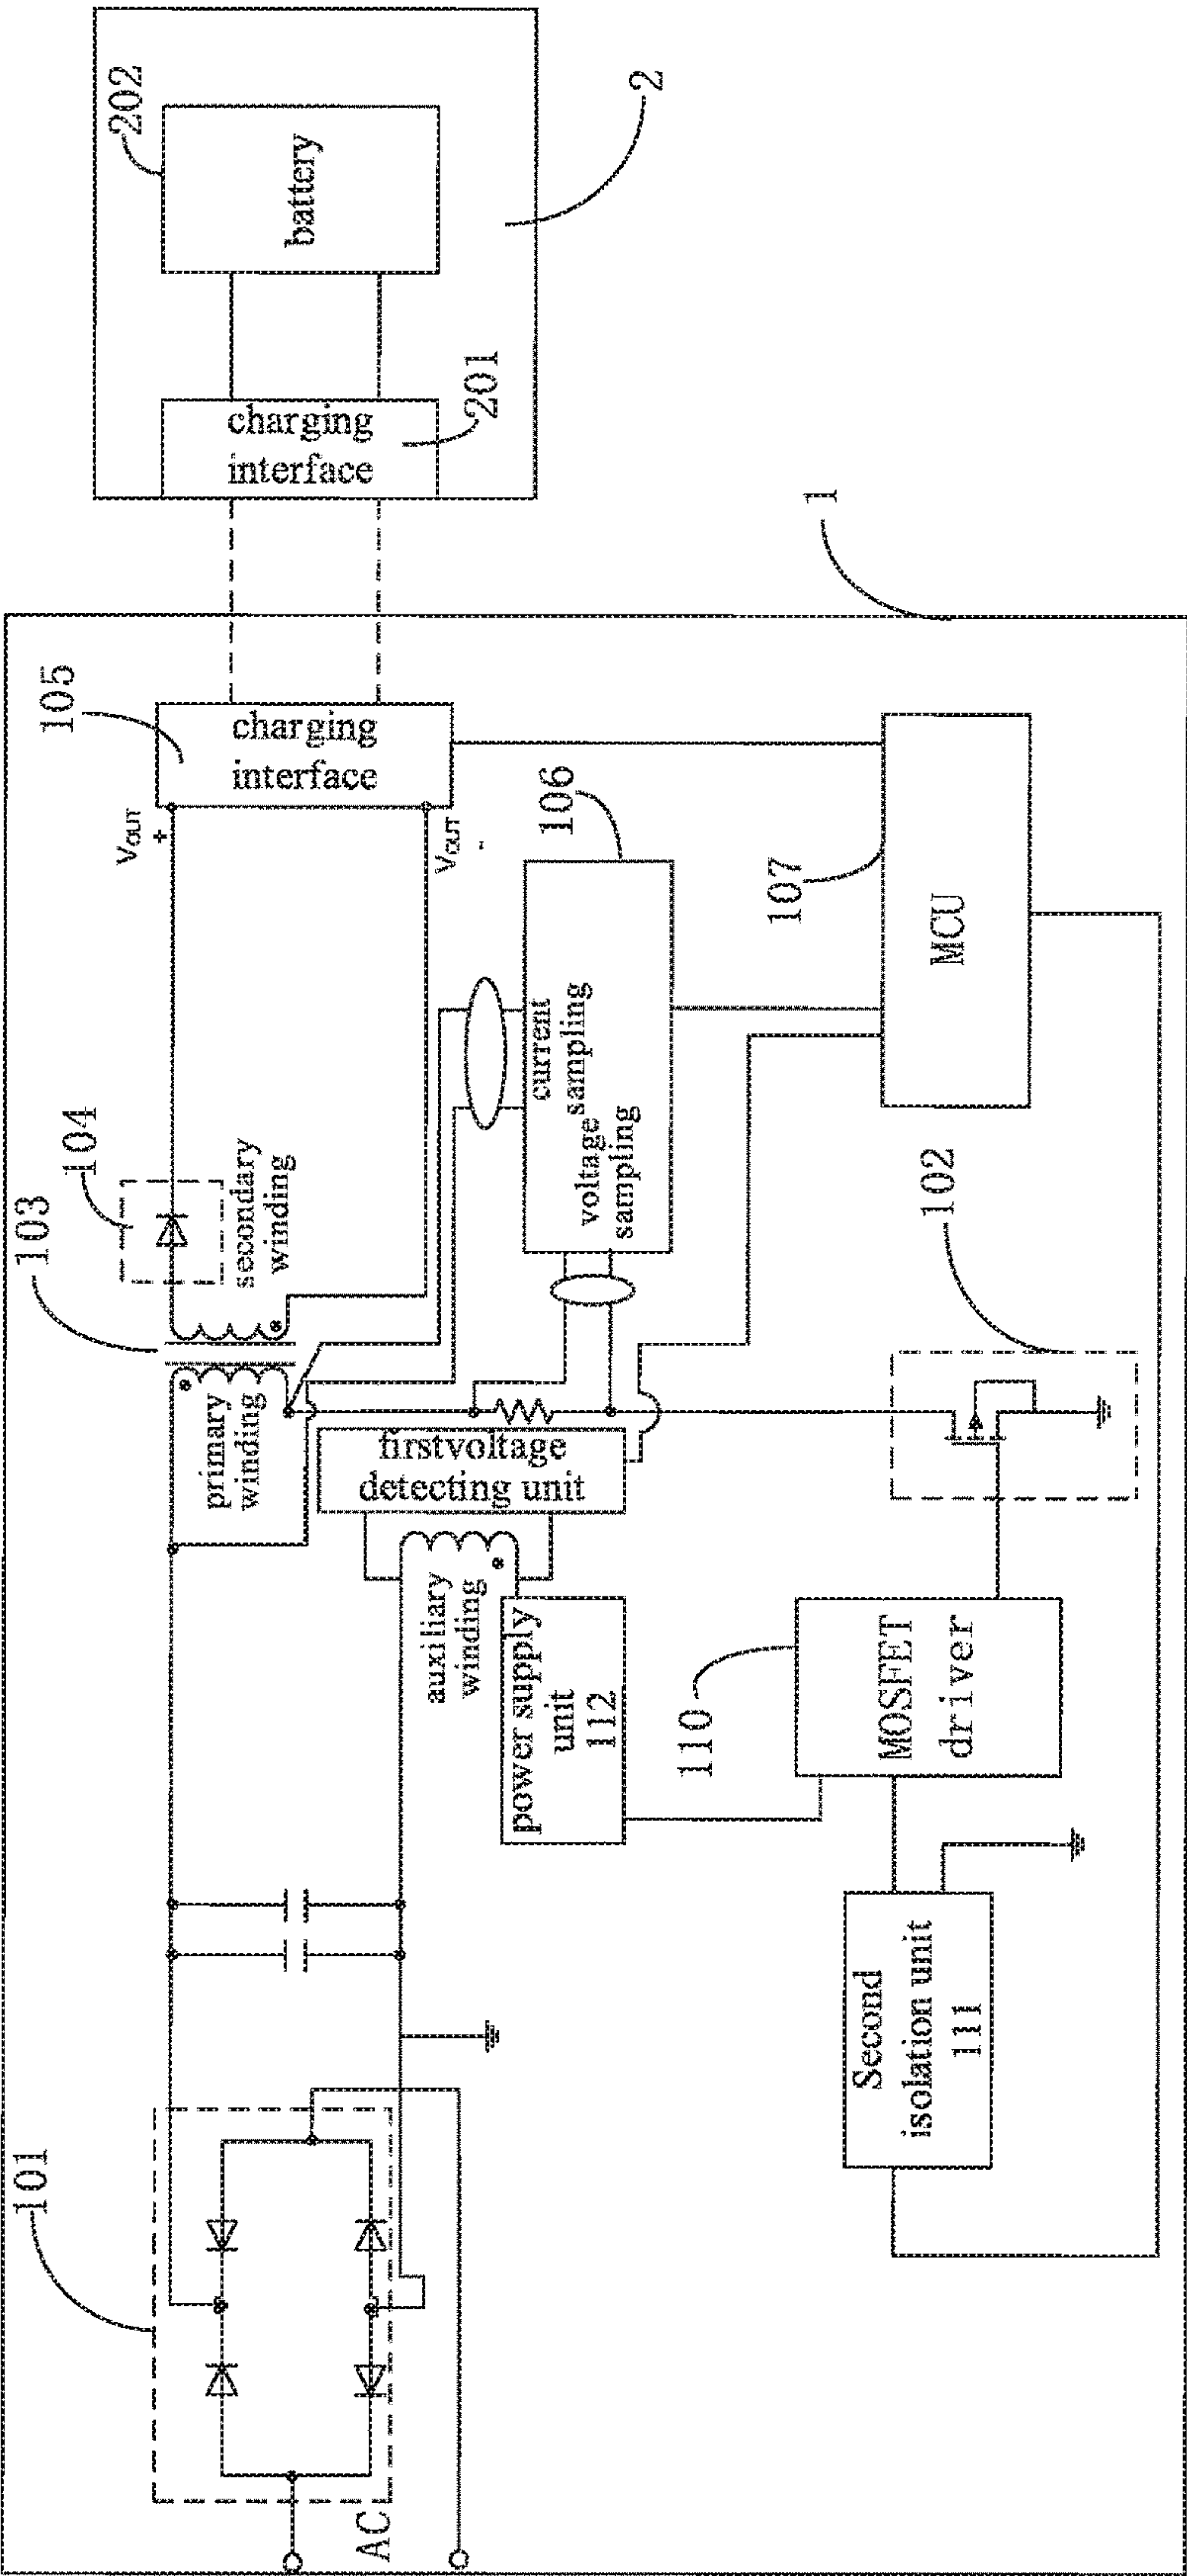 101
AC
103
104
primary
winding
secondary
winding
VOUT
+
VOUT
-
105
charging
interface
charging
interface
201
202
battery
2
1
auxiliary
winding
firstvoltage
detecting unit
power supply
unit
112
current
sampling
voltage
sampling
106
107
MCU
102
110
MOSFET
driver
Second
isolation unit
111